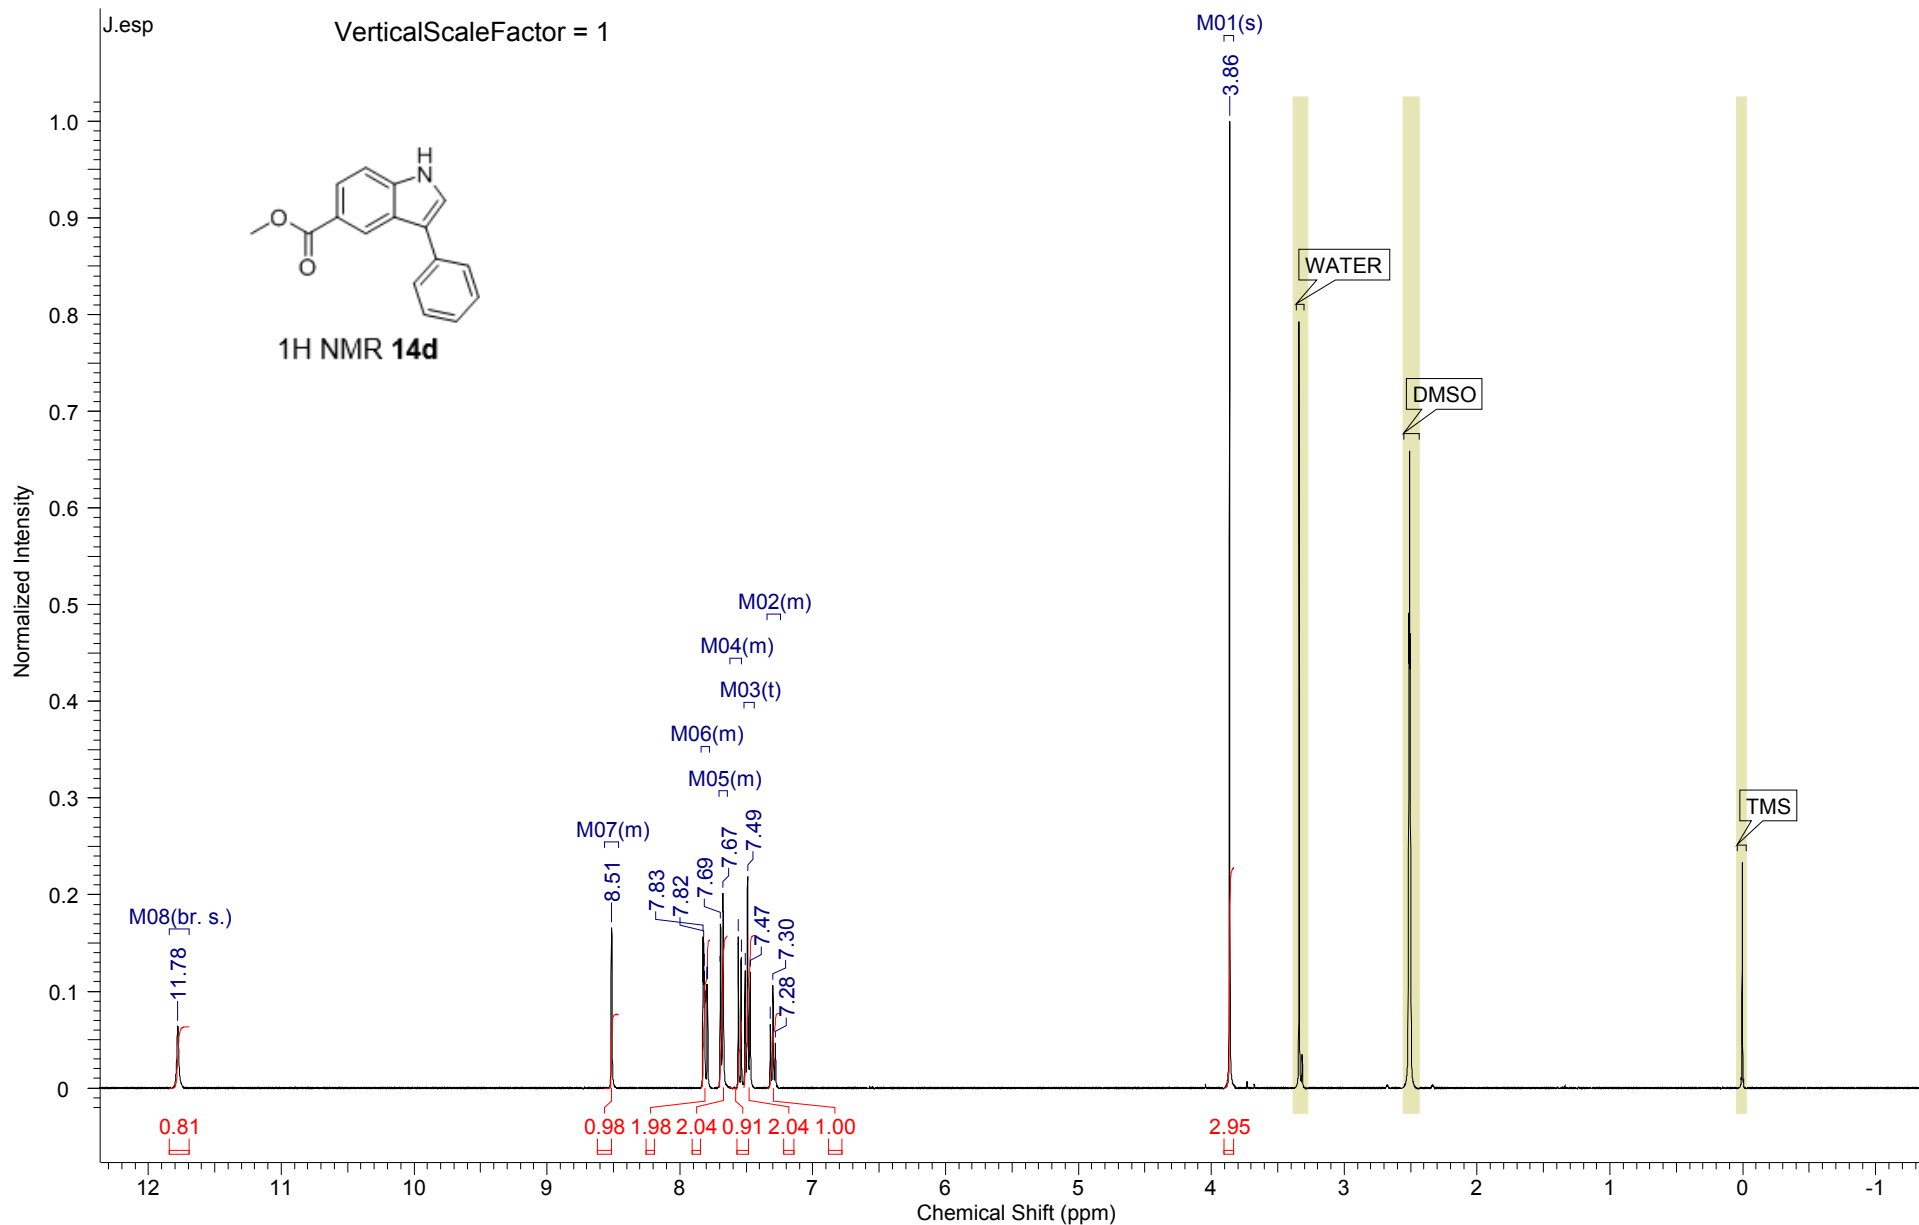 J.esp
VerticalScaleFactor = 1
M01(s)
3.86
H
N
O
O
1H NMR 14d
WATER
DMSO
TMS
M02(m)
M04(m)
M03(t)
M06(m)
M05(m)
M07(m)
M08(br. s.)
11.78
8.51
7.83
7.82
7.69
7.67
7.49
7.47
7.30
7.28
Normalized Intensity
1.0
0.9
0.8
0.7
0.6
0.5
0.4
0.3
0.2
0.1
0
0.81 0.98 1.98 2.04 0.91 2.04 1.00 2.95
12 11 10 9 8 7 6 5 4 3 2 1 0 -1
Chemical Shift (ppm)